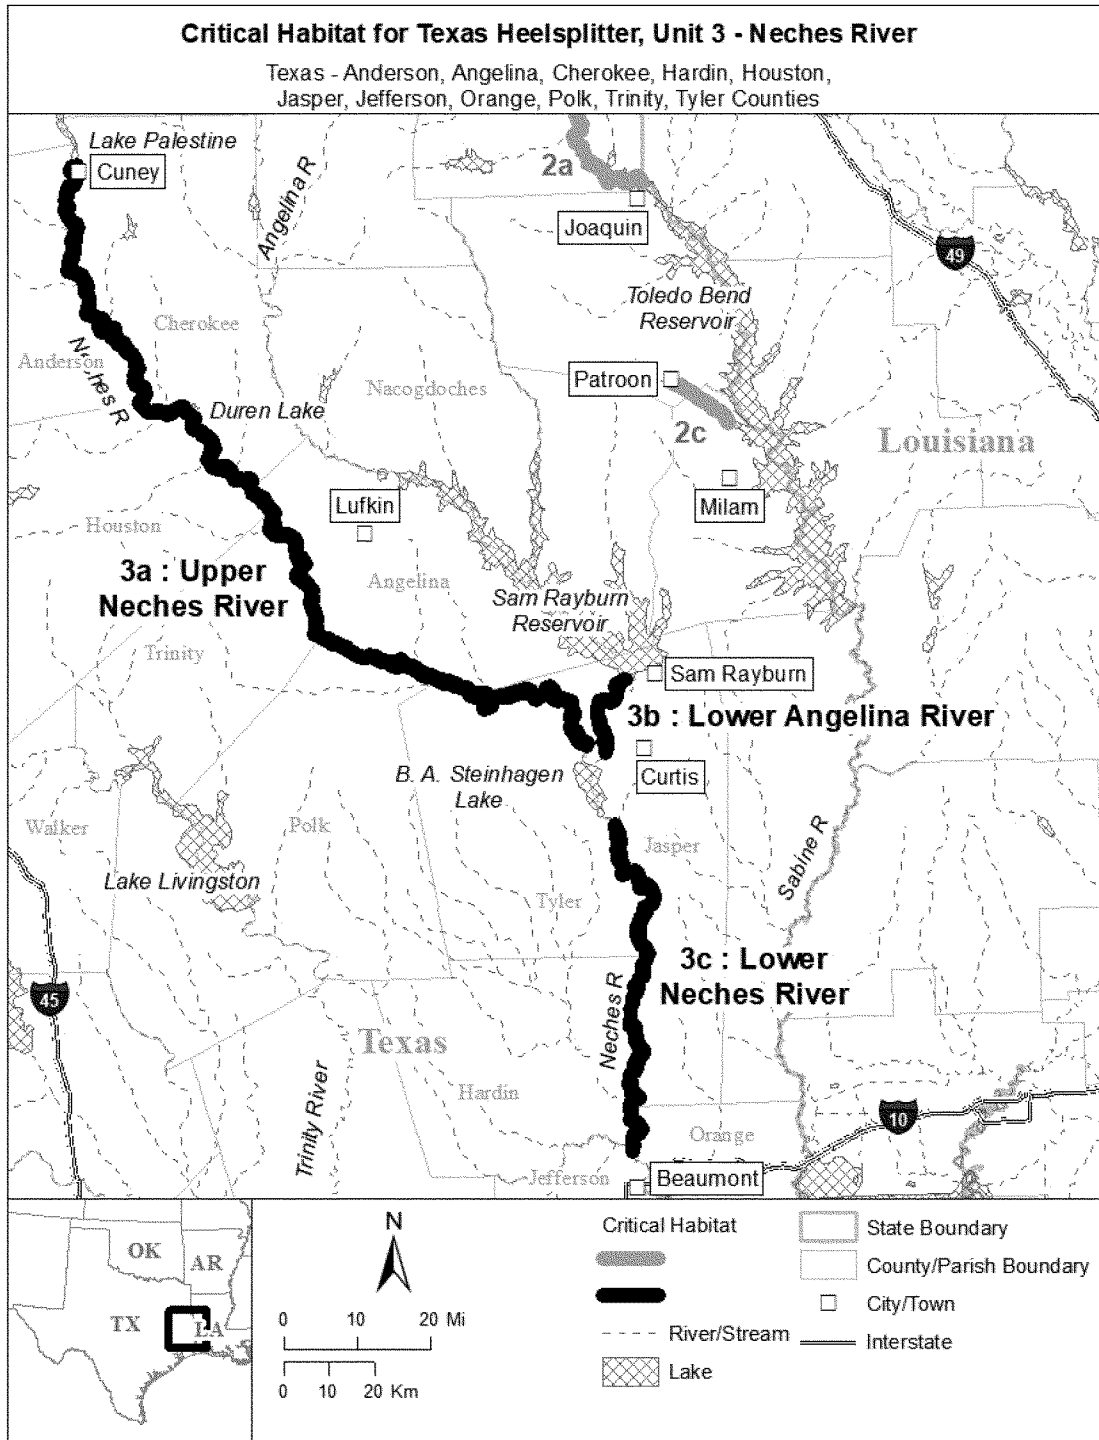 Critical Habitat for Texas Heelsplitter, Unit 3 - Neches River
Texas - Anderson, Angelina, Cherokee, Hardin, Houston,
Jasper, Jefferson, Orange, Polk, Trinity, Tyler Counties
Lake Palestine
Cuney
Angelina R
2a
Joaquin
49
Toledo Bend
Reservoir
Cherokee
Anderson
Neches R
Nacogdoches
Patroon
Duren Lake
2c
Louisiana
Milam
Lufkin
Houston
3a : Upper
Neches River
Angelina
Sam Rayburn
Reservoir
Trinity
Sam Rayburn
3b : Lower Angelina River
Curtis
B. A. Steinhagen
Lake
Walker
Polk
Jasper
Sabine R
Lake Livingston
Tyler
3c : Lower
Neches River
45
Neches R
Texas
Trinity River
Hardin
10
Orange
Jefferson
Beaumont
OK
AR
TX
LA
N
0 10 20 Mi
0 10 20 Km
Critical Habitat
River/Stream
Lake
State Boundary
County/Parish Boundary
City/Town
Interstate